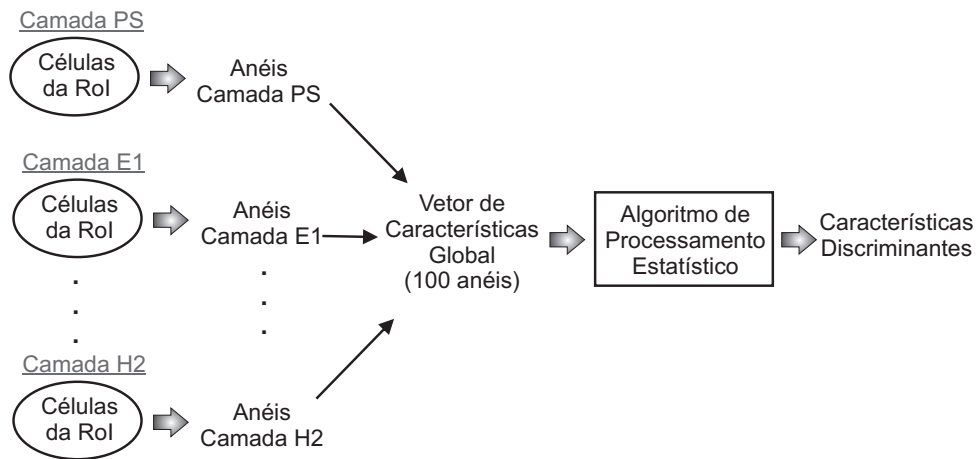 Camada PS
Células
da RoI
Anéis
Camada PS
Camada E1
Células
da RoI
Anéis
Camada E1
.
.
.
.
.
.
Camada H2
Células
da RoI
Anéis
Camada H2
Vetor de
Características
Global
(100 anéis)
Algoritmo de
Processamento
Estatístico
Características
Discriminantes